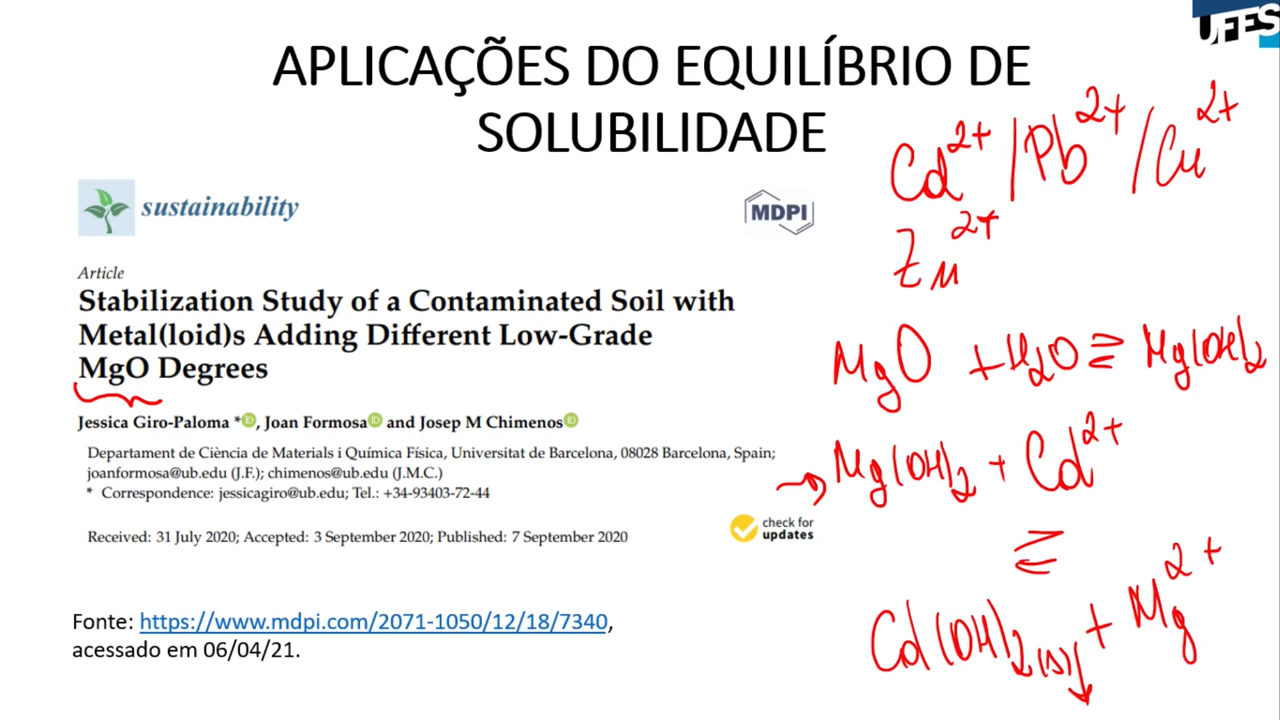 UFES
APLICAÇÕES DO EQUILÍBRIO DE
SOLUBILIDADE
sustainability
MDPI
Article
Stabilization Study of a Contaminated Soil with
Metal(loid)s Adding Different Low-Grade
MgO Degrees
Jessica Giro-Paloma *, Joan Formosa and Josep M Chimenos
Departament de Ciència de Materials i Química Física, Universitat de Barcelona, 08028 Barcelona, Spain;
joanformosa@ub.edu (J.F.); chimenos@ub.edu (J.M.C.)
* Correspondence: jessicagiro@ub.edu; Tel.: +34-93403-72-44
Received: 31 July 2020; Accepted: 3 September 2020; Published: 7 September 2020
check for
updates
Fonte: https://www.mdpi.com/2071-1050/12/18/7340,
acessado em 06/04/21.
Cd²⁺/Pb²⁺/Cu²⁺
Zn²⁺
MgO + H₂O ⇄ Mg(OH)₂
→ Mg(OH)₂ + Cd²⁺
⇄
Cd(OH)₂(s)↓ + Mg²⁺